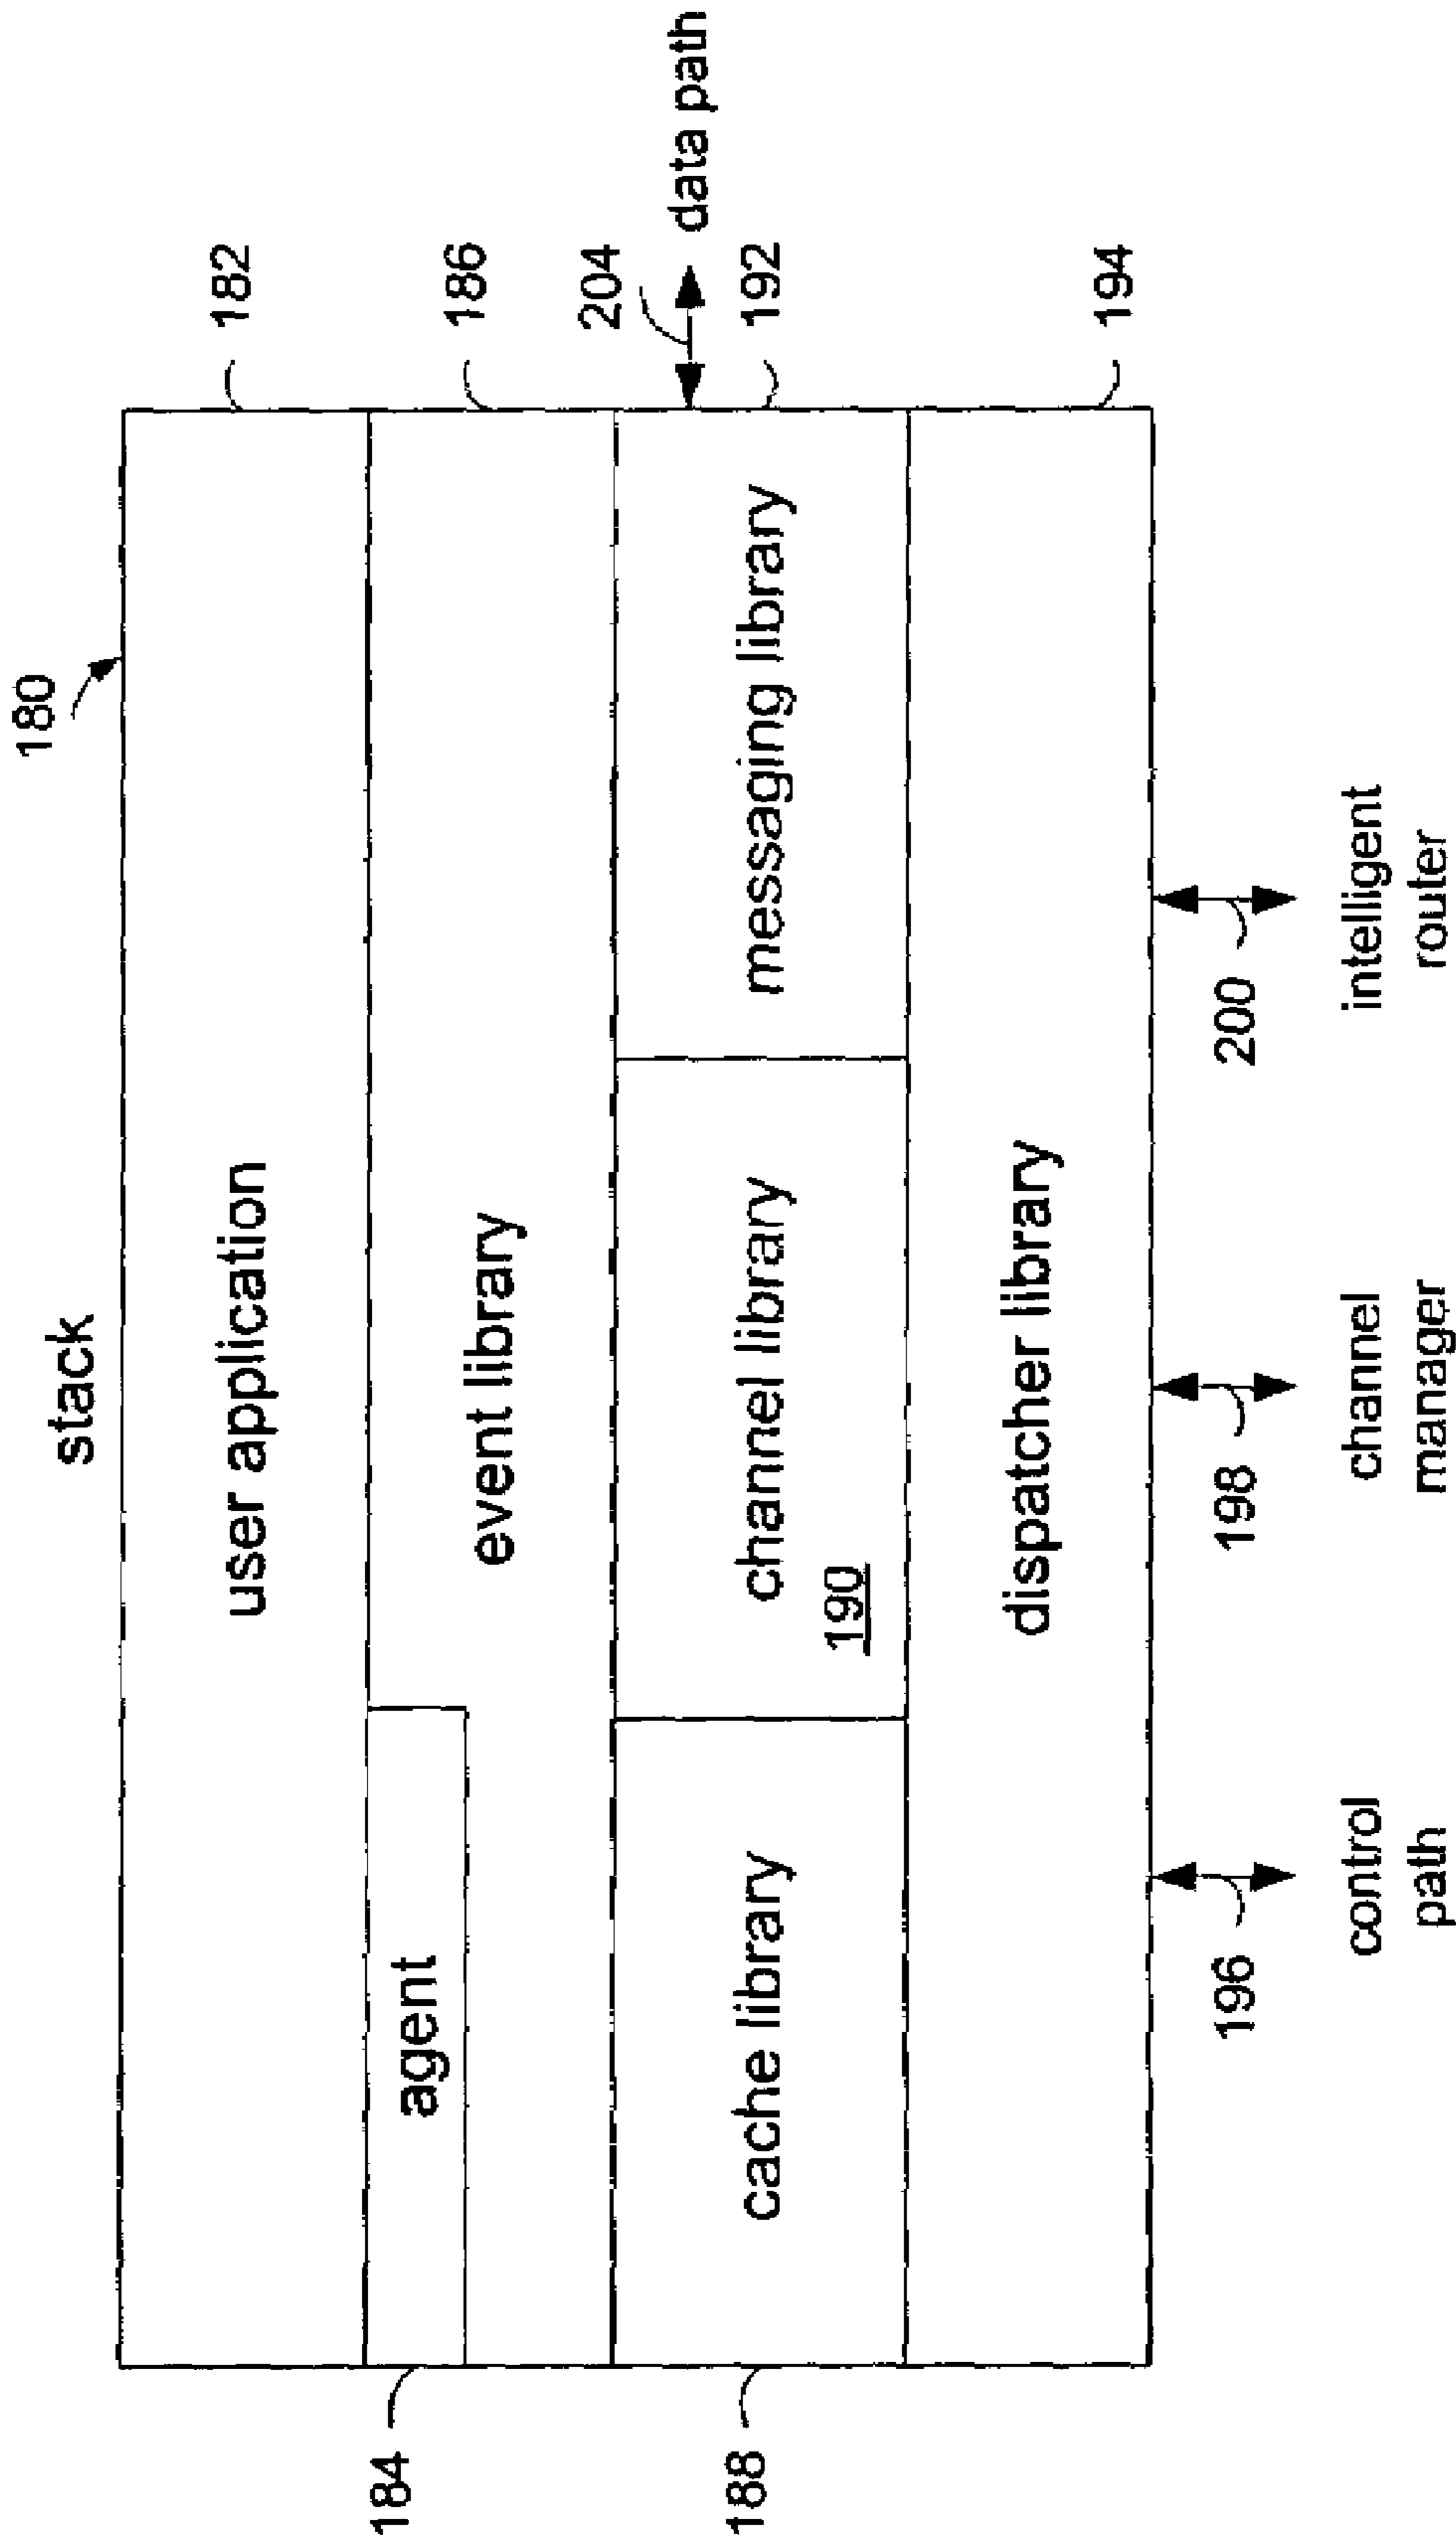 stack
180
user application
182
184
agent
event library
186
204
data path
188
cache library
channel library
190
messaging library
192
dispatcher library
194
196
198
200
control
path
channel
manager
intelligent
router